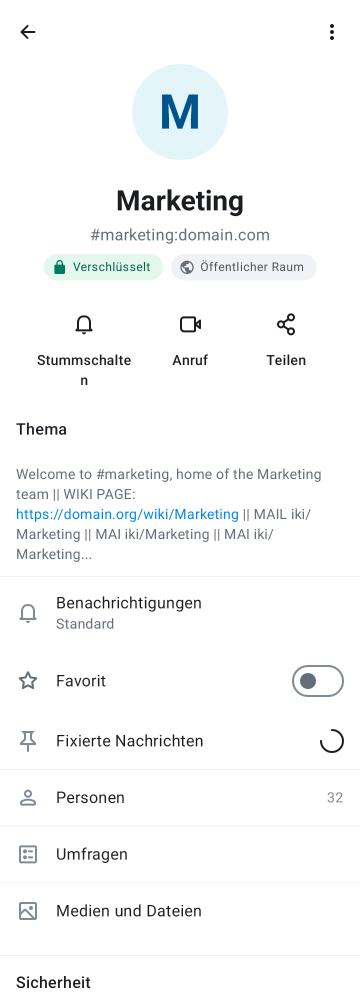 M
Marketing
#marketing:domain.com
Verschlüsselt
Öffentlicher Raum
Stummschalte
n
Anruf
Teilen
Thema
Welcome to #marketing, home of the Marketing
team || WIKI PAGE:
https://domain.org/wiki/Marketing || MAIL iki/
Marketing || MAI iki/Marketing || MAI iki/
Marketing...
Benachrichtigungen
Standard
Favorit
Fixierte Nachrichten
Personen 32
Umfragen
Medien und Dateien
Sicherheit